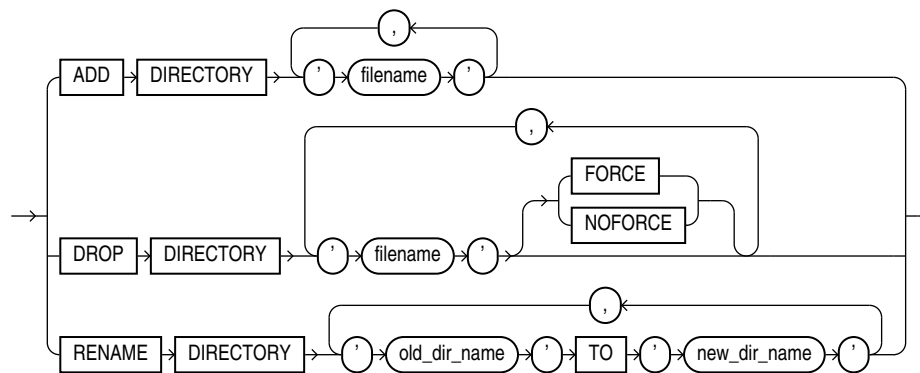 ,
ADD DIRECTORY ' filename '
,
FORCE
NOFORCE
DROP DIRECTORY ' filename '
,
RENAME DIRECTORY ' old_dir_name ' TO ' new_dir_name '